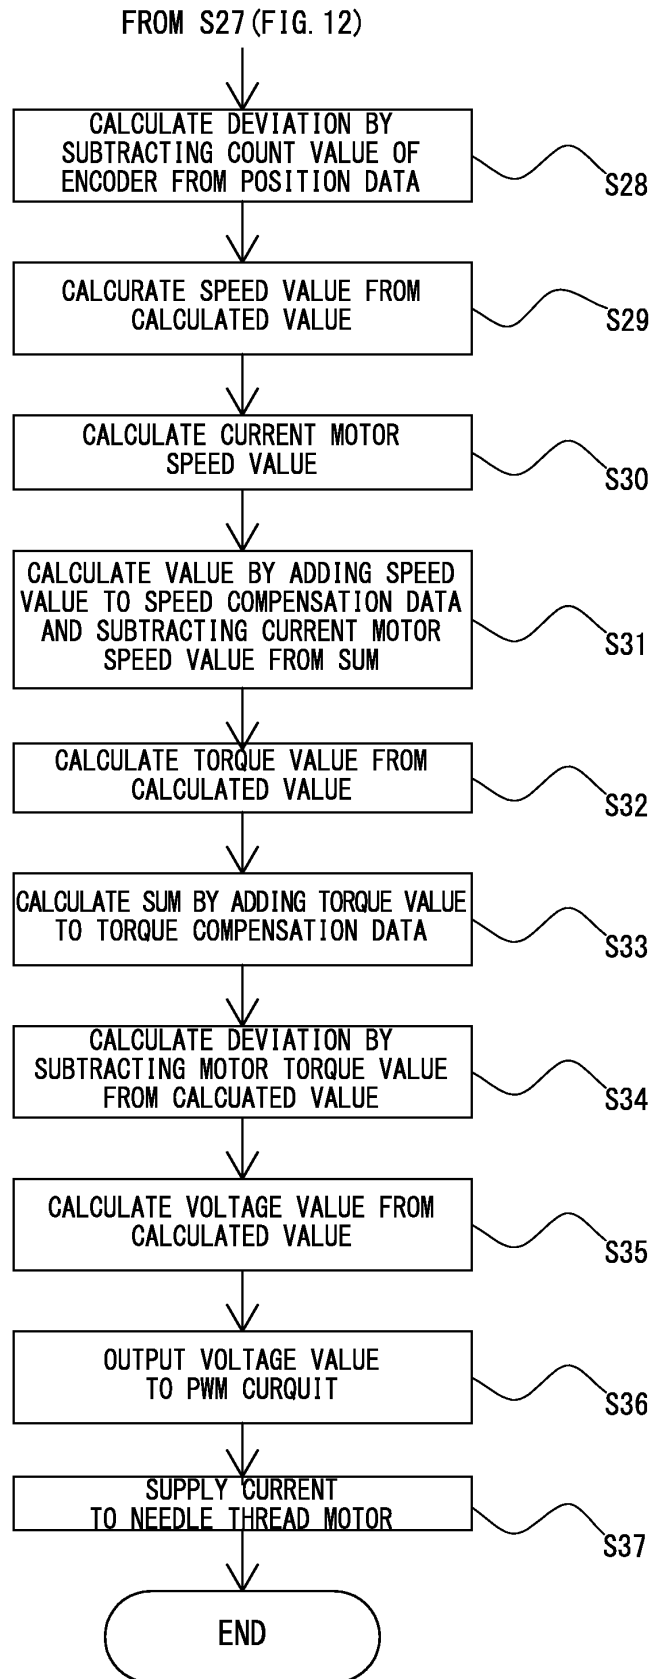 FROM S27(FIG. 12)
CALCULATE DEVIATION BY
SUBTRACTING COUNT VALUE OF
ENCODER FROM POSITION DATA
S28
CALCURATE SPEED VALUE FROM
CALCULATED VALUE
S29
CALCULATE CURRENT MOTOR
SPEED VALUE
S30
CALCULATE VALUE BY ADDING SPEED
VALUE TO SPEED COMPENSATION DATA
AND SUBTRACTING CURRENT MOTOR
SPEED VALUE FROM SUM
S31
CALCULATE TORQUE VALUE FROM
CALCULATED VALUE
S32
CALCULATE SUM BY ADDING TORQUE VALUE
TO TORQUE COMPENSATION DATA
S33
CALCULATE DEVIATION BY
SUBTRACTING MOTOR TORQUE VALUE
FROM CALCUATED VALUE
S34
CALCULATE VOLTAGE VALUE FROM
CALCULATED VALUE
S35
OUTPUT VOLTAGE VALUE
TO PWM CURQUIT
S36
SUPPLY CURRENT
TO NEEDLE THREAD MOTOR
S37
END